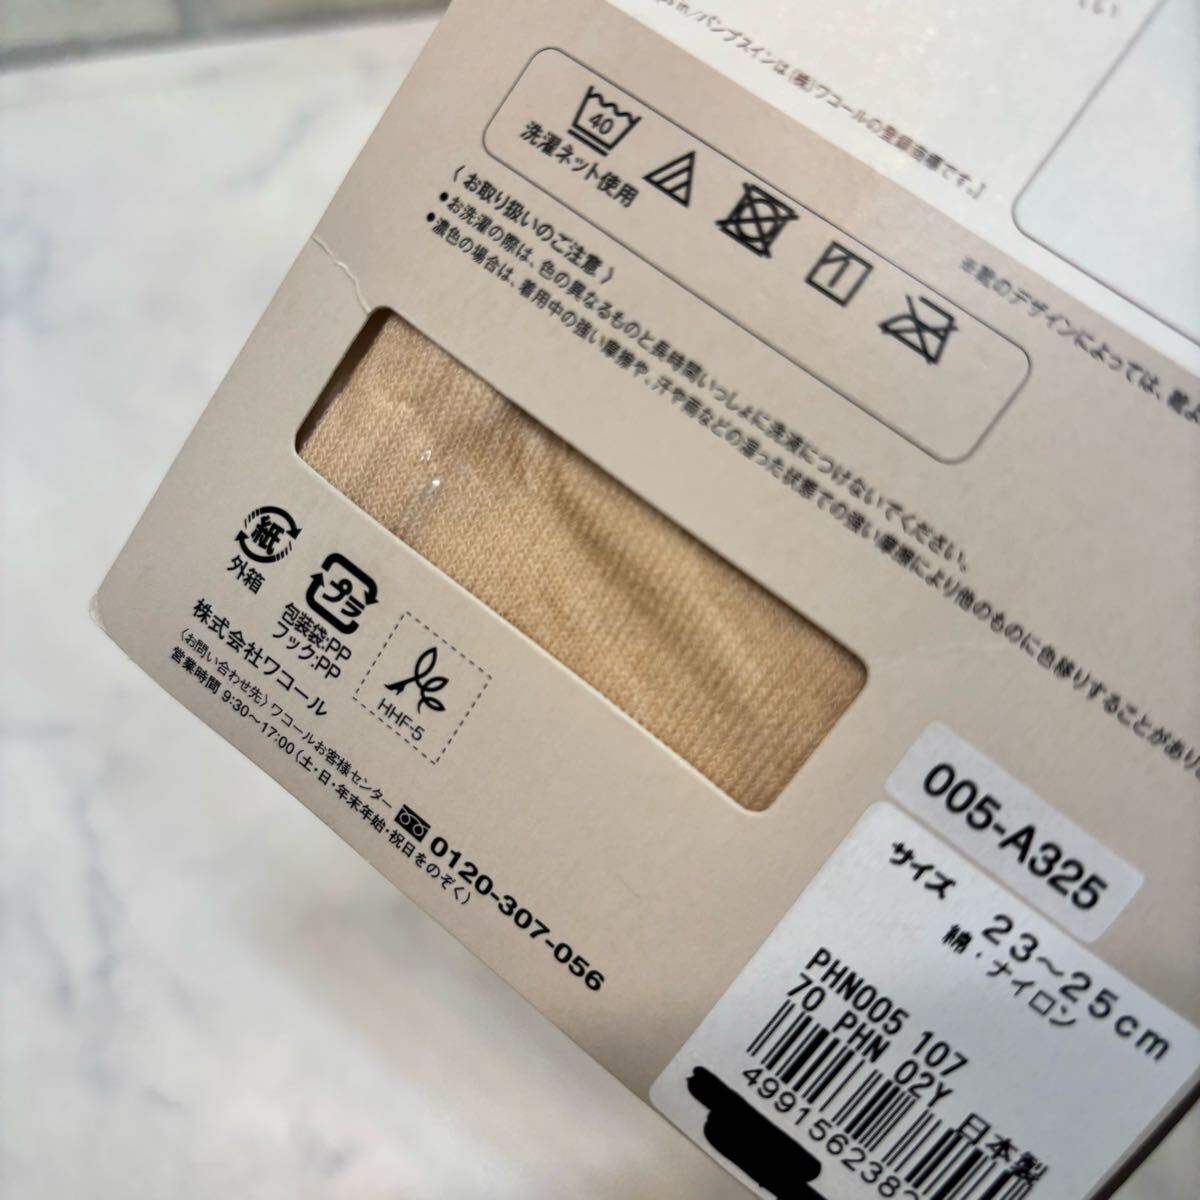 い
m/パンプスインは(株)ワコールの登録商標です。]
※靴のデザインによっては、靴よ
40
洗濯ネット使用
〈お取り扱いのご注意〉
●お洗濯の際は、色の異なるものと長時間いっしょに洗濯につけないでください。
●濃色の場合は、着用中の強い摩擦や、汗や雨などの湿った状態での強い摩擦により他のものに色移りすることがあり
紙
外箱
プラ
包装袋:PP
フック:PP
HHF-5
株式会社ワコール
〈お問い合わせ先〉ワコールお客様センター 0120-307-056
営業時間 9:30〜17:00(土・日・年末年始・祝日をのぞく)
005-A325
サイズ 23〜25cm
綿・ナイロン
PHN005 107
70 PHN 02Y 日本製
499156238